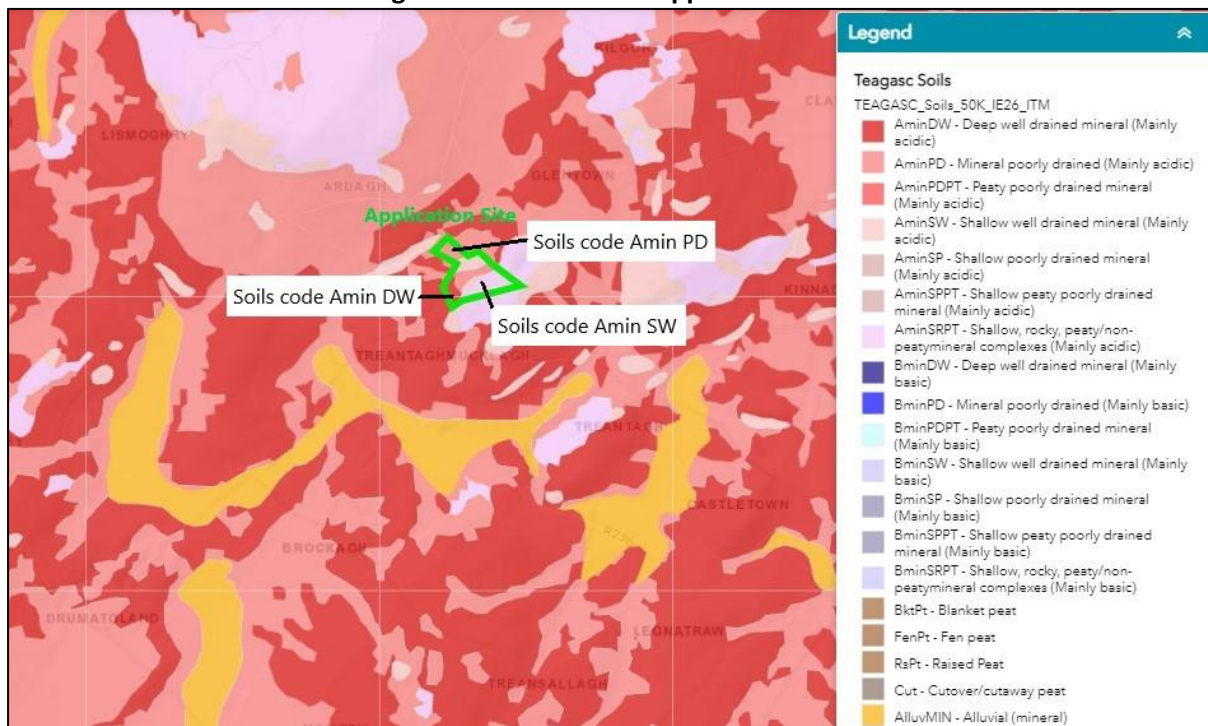 KILGOR
Legend
LISMOGHRY
ARDAGH
GLENTOWN
Application Site
Soils code Amin PD
Soils code Amin DW
Soils code Amin SW
TREANTAGHMUCKLAGH
TREANTAGH
CASTLETOWN
R236
BROCKAGH
DRUMATOLAND
LEGNATRAW
TREANSALLAGH
Teagasc Soils
TEAGASC_Soils_50K_IE26_ITM
AminDW - Deep well drained mineral (Mainly
acidic)
AminPD - Mineral poorly drained (Mainly acidic)
AminPDPT - Peaty poorly drained mineral
(Mainly acidic)
AminSW - Shallow well drained mineral (Mainly
acidic)
AminSP - Shallow poorly drained mineral
(Mainly acidic)
AminSPPT - Shallow peaty poorly drained
mineral (Mainly acidic)
AminSRPT - Shallow, rocky, peaty/non-
peatymineral complexes (Mainly acidic)
BminDW - Deep well drained mineral (Mainly
basic)
BminPD - Mineral poorly drained (Mainly basic)
BminPDPT - Peaty poorly drained mineral
(Mainly basic)
BminSW - Shallow well drained mineral (Mainly
basic)
BminSP - Shallow poorly drained mineral
(Mainly basic)
BminSPPT - Shallow peaty poorly drained
mineral (Mainly basic)
BminSRPT - Shallow, rocky, peaty/non-
peatymineral complexes (Mainly basic)
BktPt - Blanket peat
FenPt - Fen peat
RsPt - Raised Peat
Cut - Cutover/cutaway peat
AlluvMIN - Alluvial (mineral)